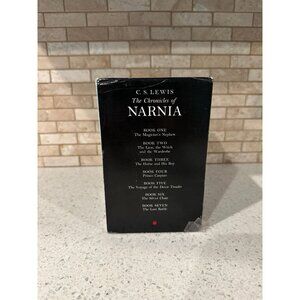 C. S. LEWIS
The Chronicles of
NARNIA
BOOK ONE
The Magician's Nephew
BOOK TWO
The Lion, the Witch
and the Wardrobe
BOOK THREE
The Horse and His Boy
BOOK FOUR
Prince Caspian
BOOK FIVE
The Voyage of the Dawn Treader
BOOK SIX
The Silver Chair
BOOK SEVEN
The Last Battle